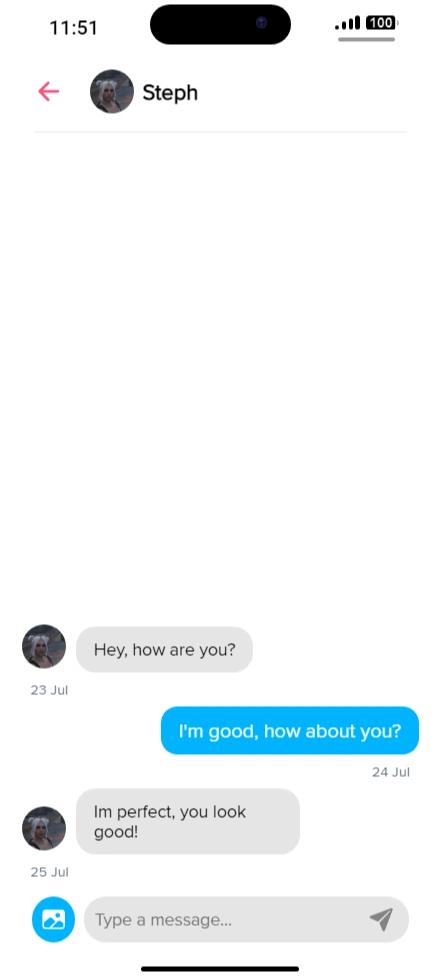 11:51
100
Steph
Hey, how are you?
23 Jul
I'm good, how about you?
24 Jul
Im perfect, you look
good!
25 Jul
Type a message...